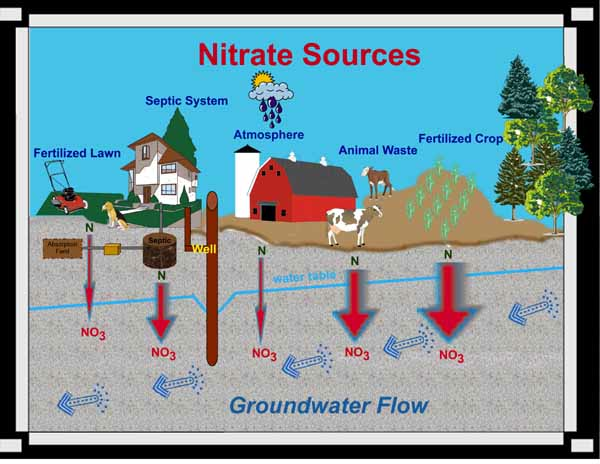 Nitrate Sources
Septic System
Atmosphere
Fertilized Lawn
Animal Waste
Fertilized Crop
N
Absorption
Field
Septic
Well
N
N
N
N
water table
NO3
NO3
NO3
NO3
NO3
Groundwater Flow